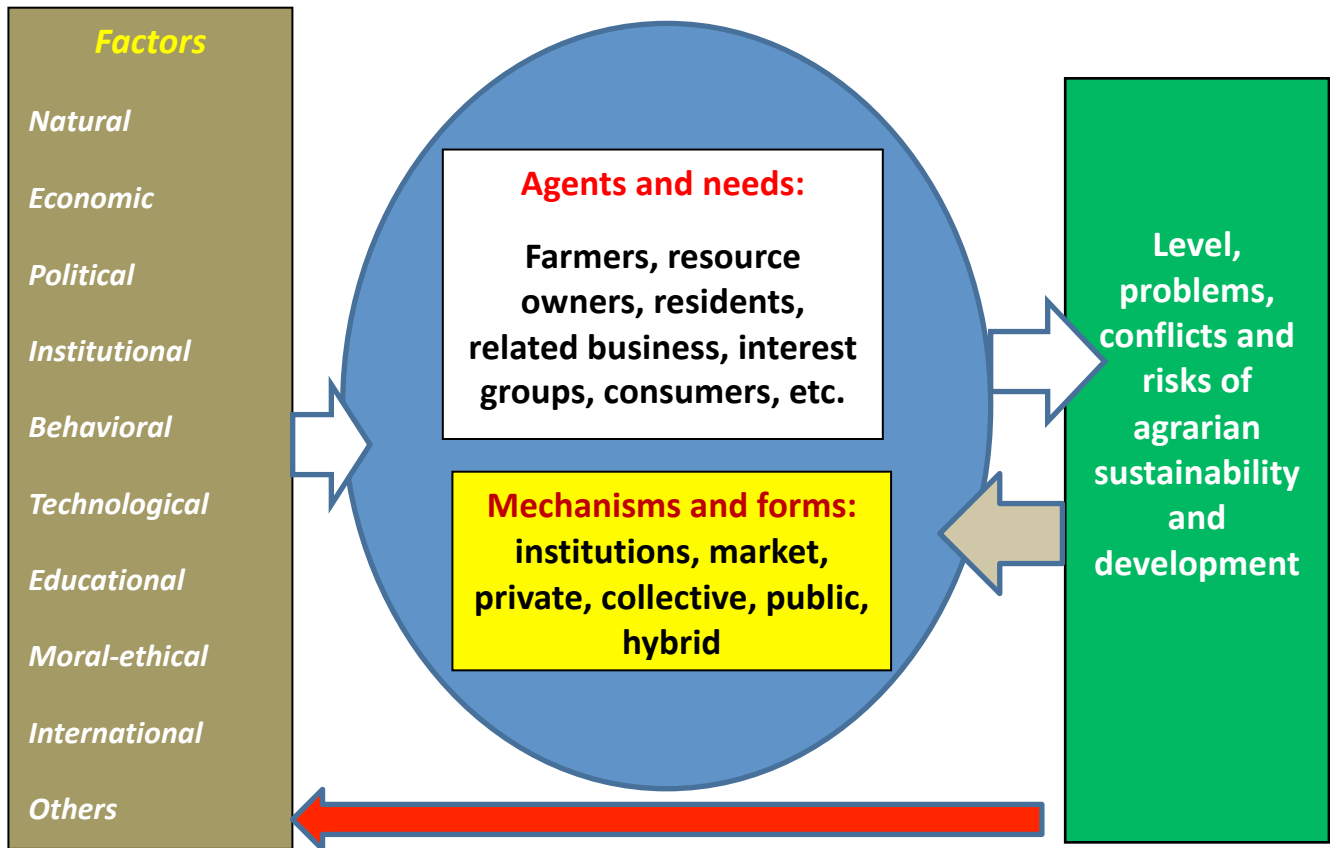 Factors
Natural
Economic
Political
Institutional
Behavioral
Technological
Educational
Moral-ethical
International
Others
Agents and needs:
Farmers, resource
owners, residents,
related business, interest
groups, consumers, etc.
Mechanisms and forms:
institutions, market,
private, collective, public,
hybrid
Level,
problems,
conflicts and
risks of
agrarian
sustainability
and
development